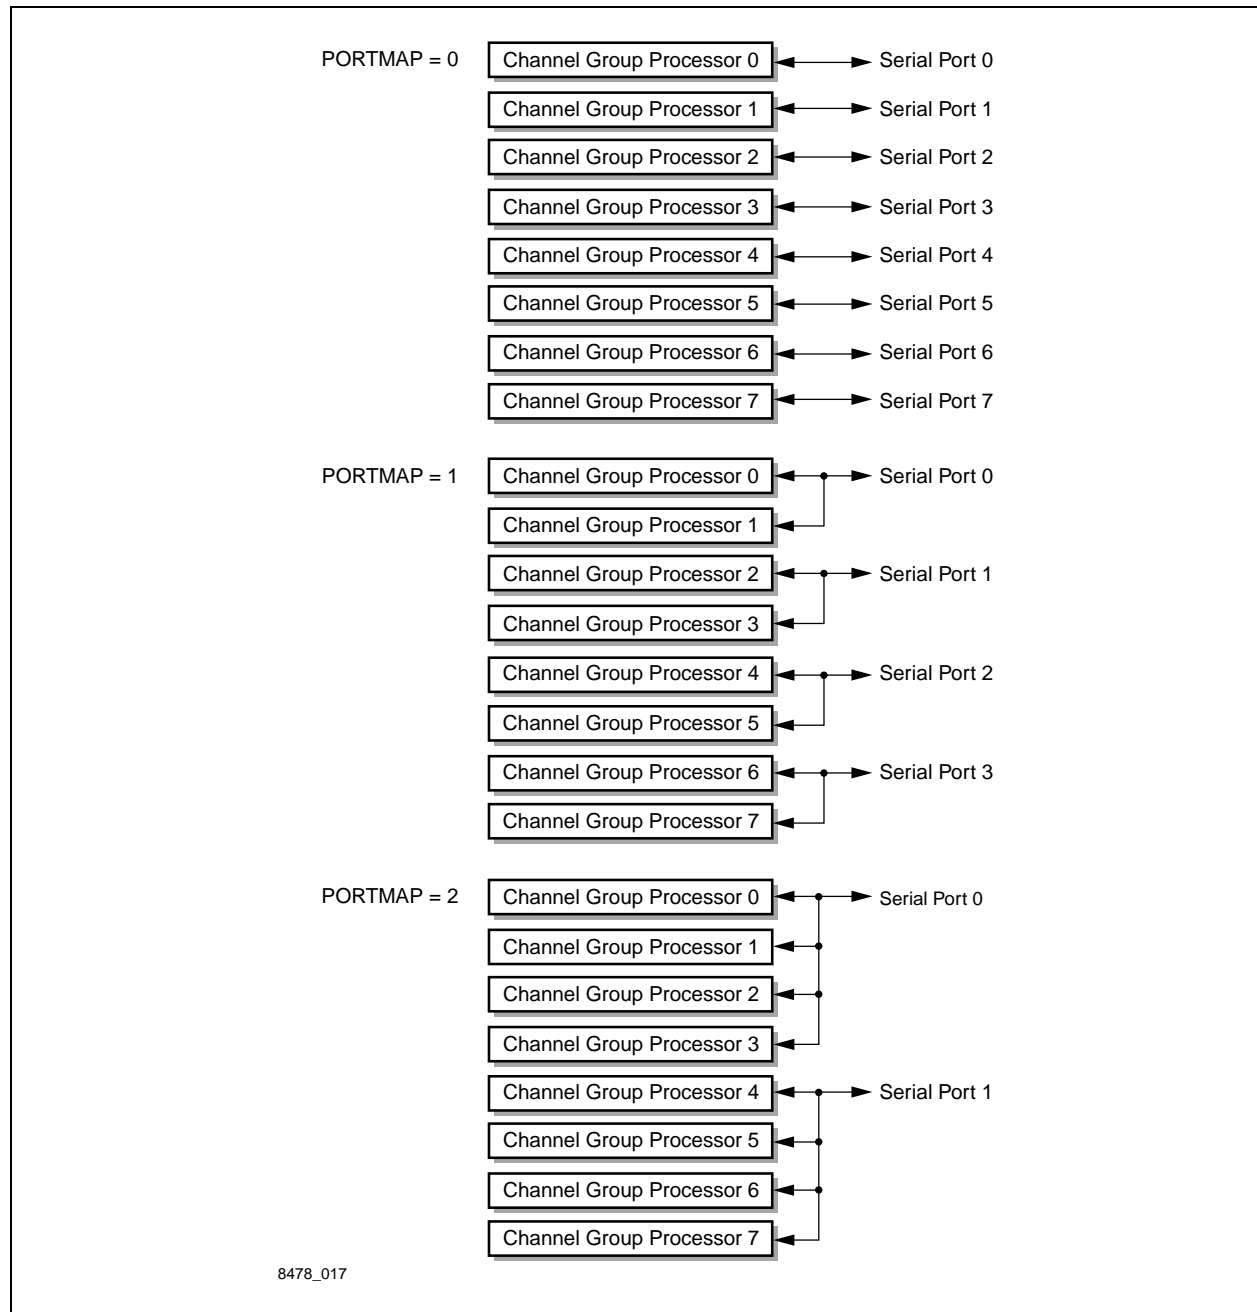 PORTMAP = 0 Channel Group Processor 0 Serial Port 0
Channel Group Processor 1 Serial Port 1
Channel Group Processor 2 Serial Port 2
Channel Group Processor 3 Serial Port 3
Channel Group Processor 4 Serial Port 4
Channel Group Processor 5 Serial Port 5
Channel Group Processor 6 Serial Port 6
Channel Group Processor 7 Serial Port 7
PORTMAP = 1 Channel Group Processor 0 Serial Port 0
Channel Group Processor 1
Channel Group Processor 2 Serial Port 1
Channel Group Processor 3
Channel Group Processor 4 Serial Port 2
Channel Group Processor 5
Channel Group Processor 6 Serial Port 3
Channel Group Processor 7
PORTMAP = 2 Channel Group Processor 0 Serial Port 0
Channel Group Processor 1
Channel Group Processor 2
Channel Group Processor 3
Channel Group Processor 4 Serial Port 1
Channel Group Processor 5
Channel Group Processor 6
Channel Group Processor 7
8478_017